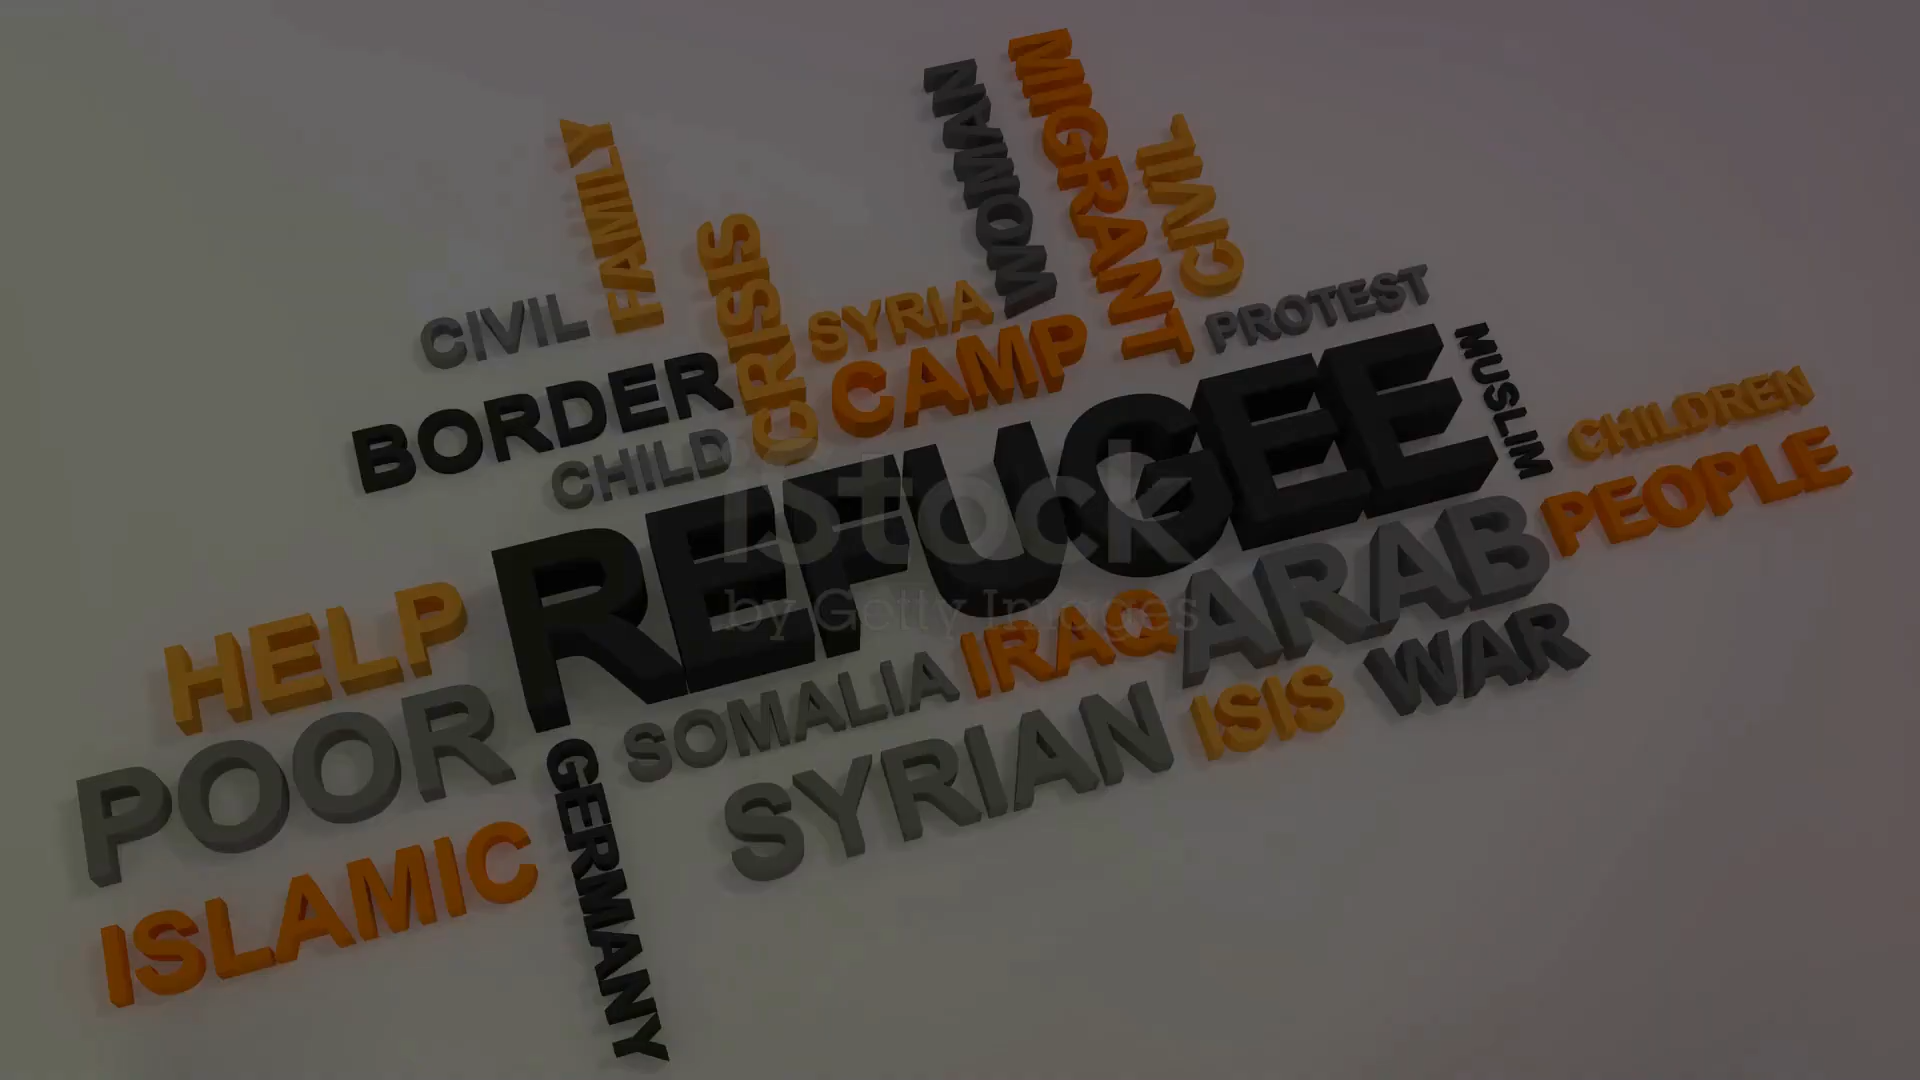 MIGRANT
WOMAN
CIVIL
FAMILY
CRISIS
CIVIL
SYRIA
PROTEST
BORDER
CAMP
MUSLIM
CHILD
CHILDREN
REFUGEE
PEOPLE
iStock
by Getty Images
HELP
IRAQ
ARAB
POOR
SOMALIA
ISIS
WAR
SYRIAN
GERMANY
ISLAMIC